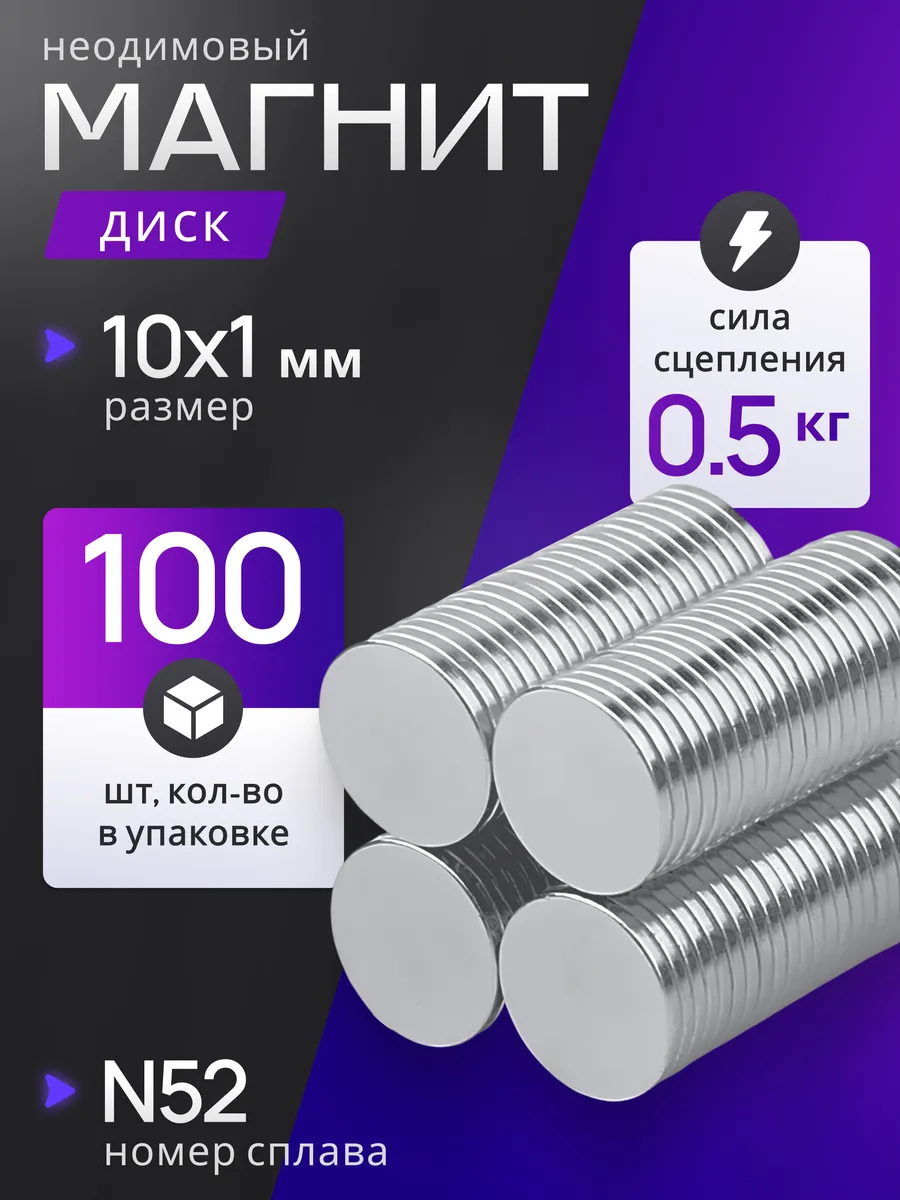 неодимовый
МАГНИТ
диск
10x1 мм
размер
сила
сцепления
0.5 кг
100
шт, кол-во
в упаковке
N52
номер сплава